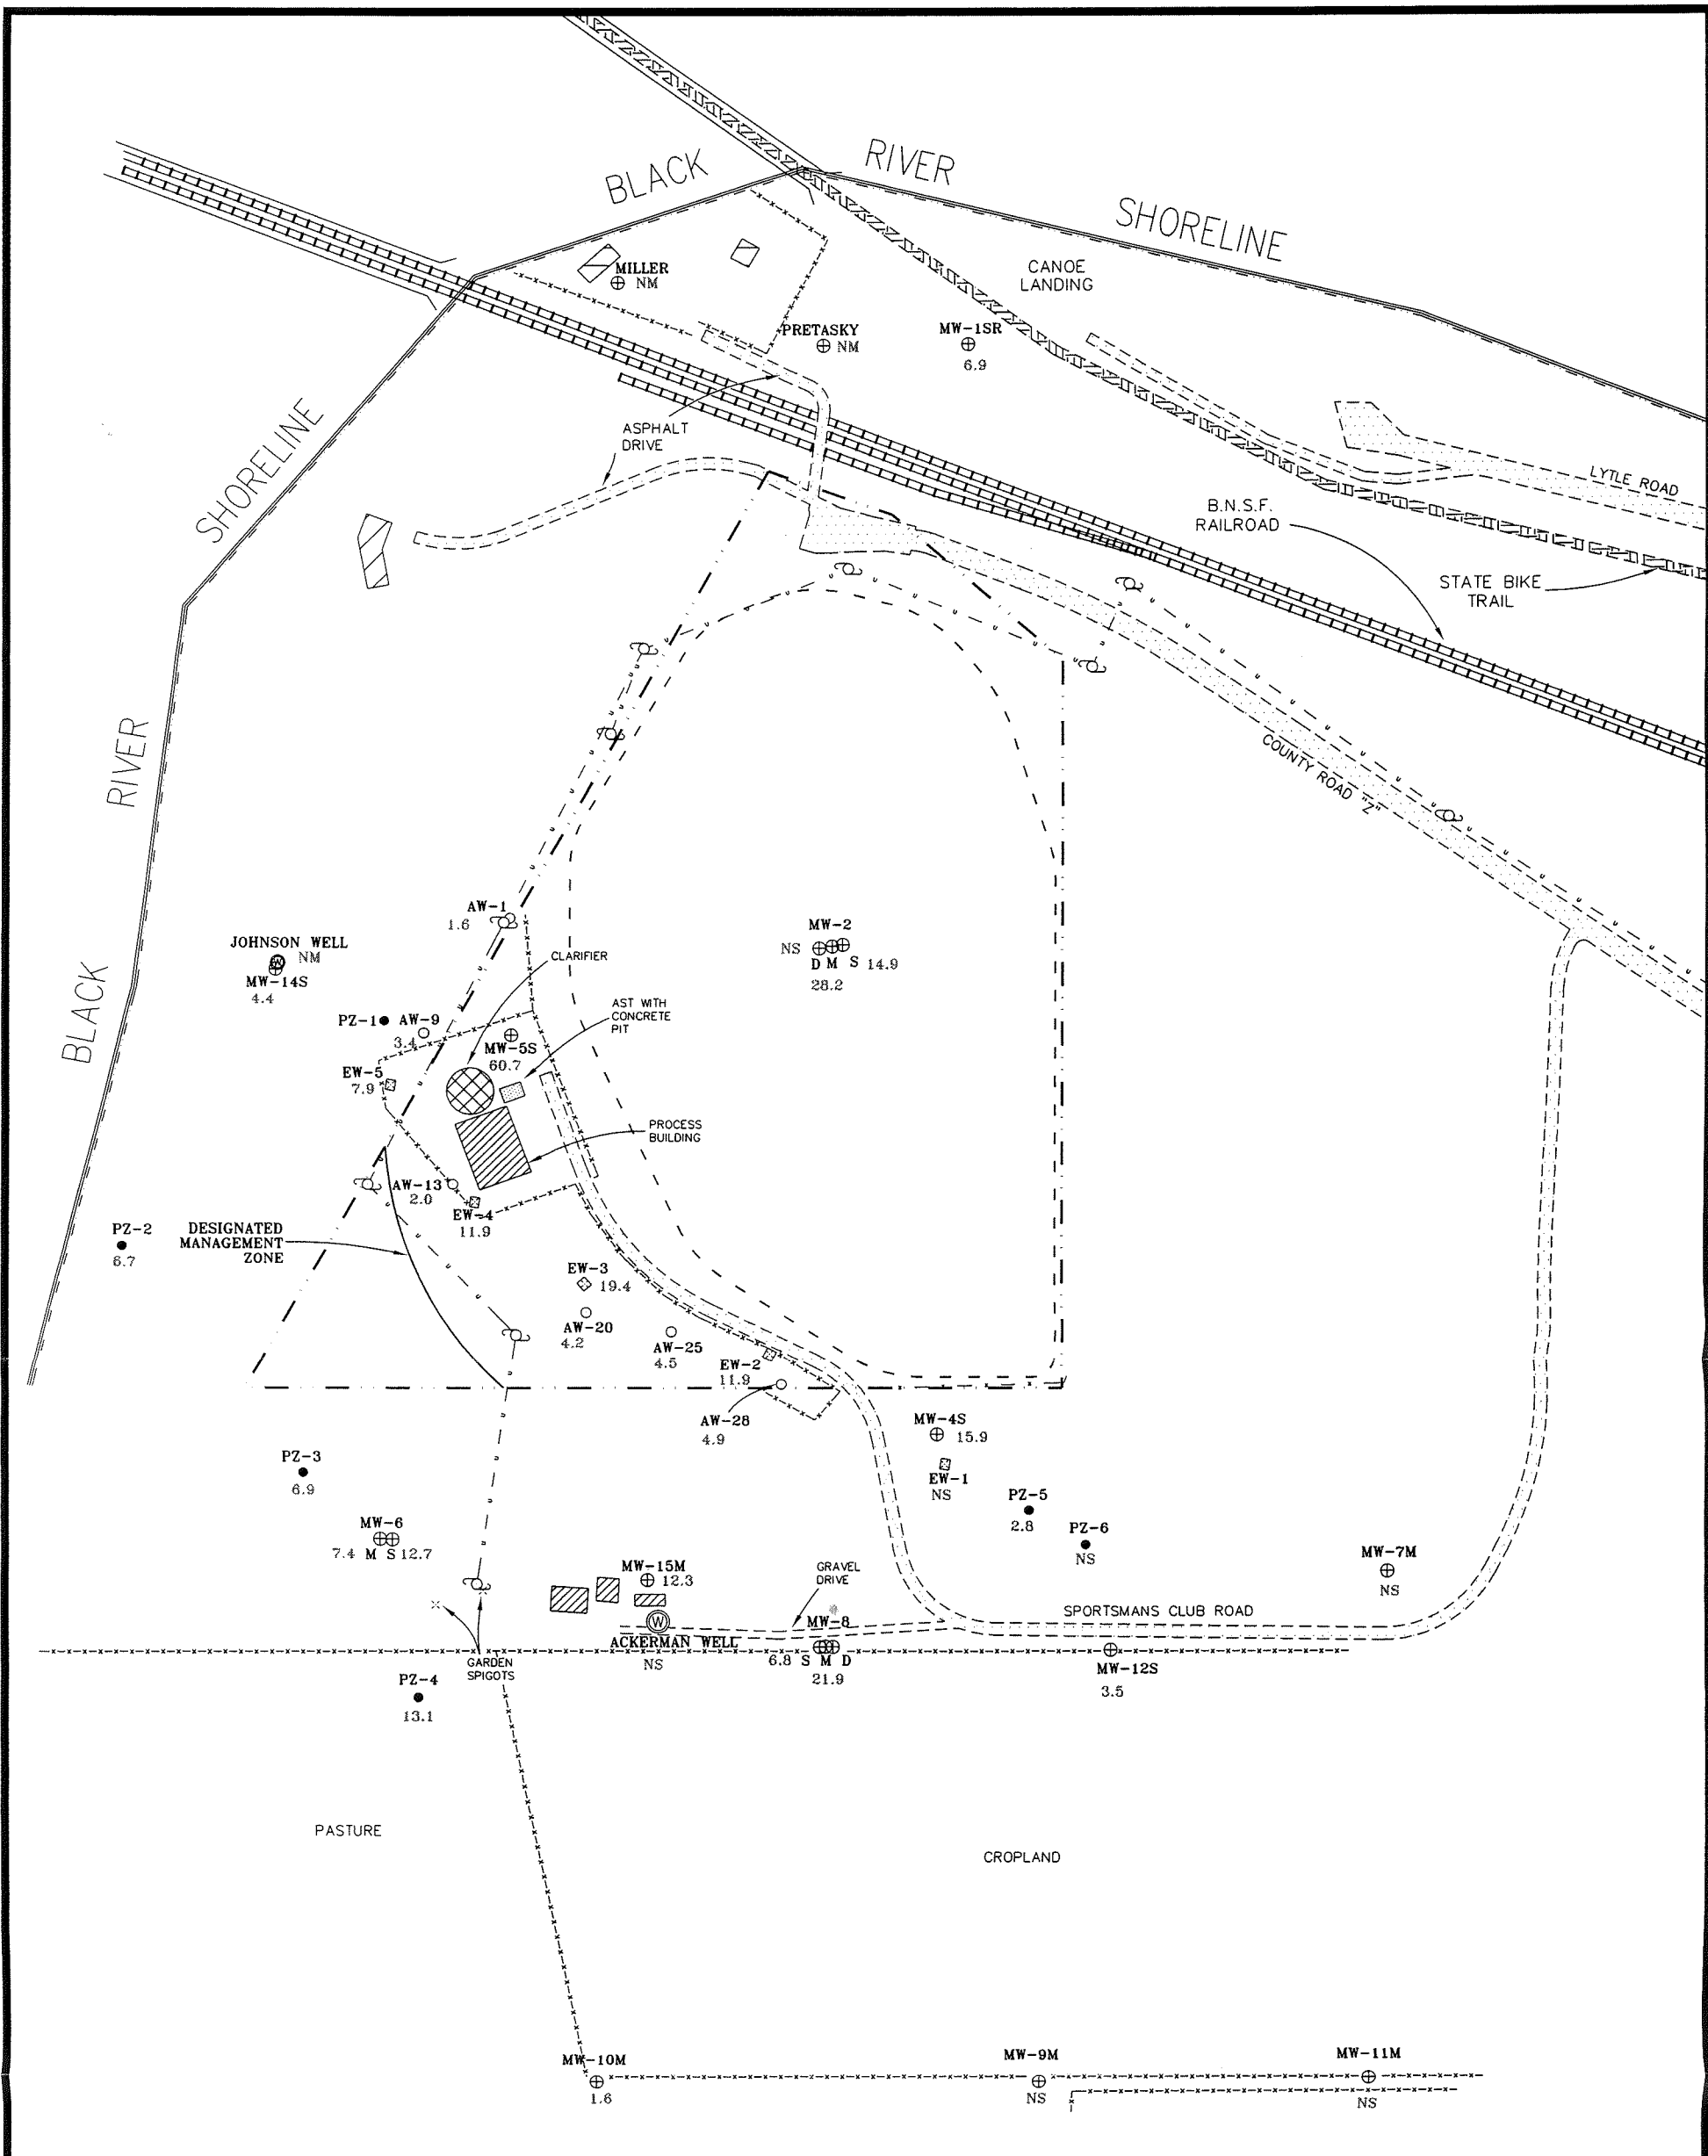 BLACK
RIVER
SHORELINE
CANOE
LANDING
MILLER
NM
PRETASKY
NM
MW-1SR
6.9
ASPHALT
DRIVE
LYTLE ROAD
B.N.S.F.
RAILROAD
STATE BIKE
TRAIL
SHORELINE
RIVER
BLACK
COUNTY ROAD "Z"
AW-1
1.6
JOHNSON WELL
W NM
MW-14S
4.4
CLARIFIER
MW-2
NS
D M S 14.9
28.2
AST WITH
CONCRETE
PIT
PZ-1
AW-9
3.4
MW-5S
60.7
EW-5
7.9
PROCESS
BUILDING
AW-13
2.0
EW-4
11.9
PZ-2
6.7
DESIGNATED
MANAGEMENT
ZONE
EW-3
19.4
AW-20
4.2
AW-25
4.5
EW-2
11.9
AW-28
4.9
MW-4S
15.9
EW-1
NS
PZ-3
6.9
PZ-5
2.8
PZ-6
NS
MW-6
7.4 M S 12.7
MW-15M
12.3
GRAVEL
DRIVE
MW-7M
NS
SPORTSMANS CLUB ROAD
W
ACKERMAN WELL
NS
MW-8
6.8 S M D
21.9
MW-12S
3.5
GARDEN
SPIGOTS
PZ-4
13.1
PASTURE
CROPLAND
MW-10M
1.6
MW-9M
NS
MW-11M
NS